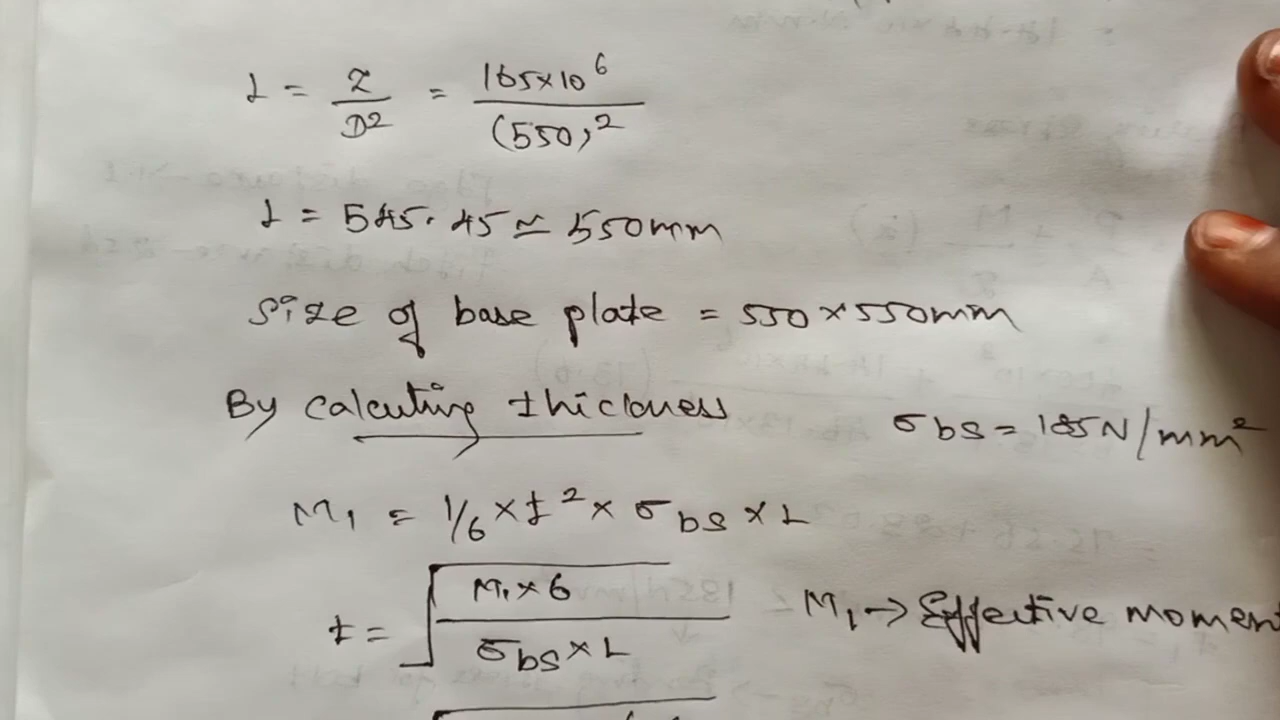 L = Z/D² = 165×10⁶/(550)²
L = 545.45 ≃ 550mm
Size of base plate = 550×550mm
By calcuting thickness
σbs = 185N/mm²
M₁ = 1/6 × t² × σbs × L
t = √(M₁×6/σbs×L)
M₁ → Effective momen